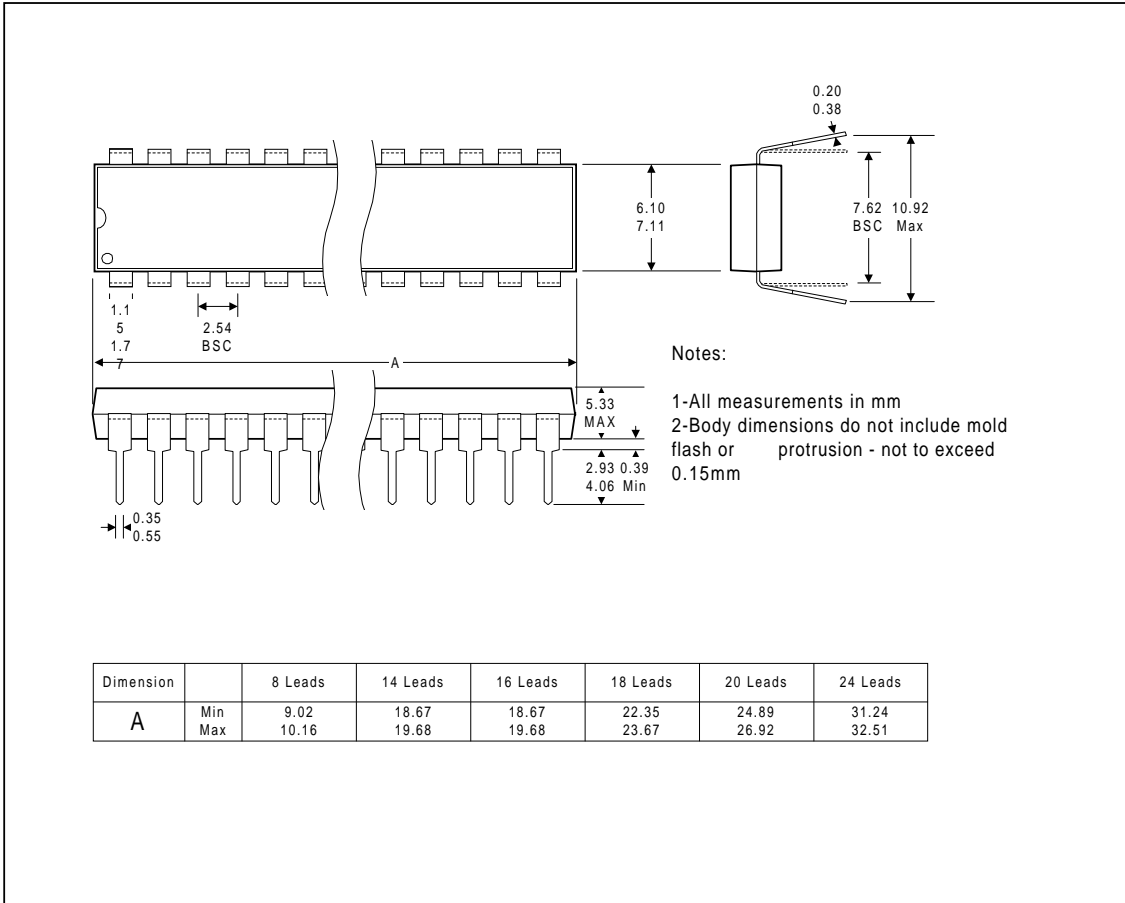 0.20
0.38
6.10
7.11
7.62 10.92
BSC Max
1.1
5
1.7
7
2.54
BSC
A
Notes:
5.33
MAX
1-All measurements in mm
2-Body dimensions do not include mold
flash or protrusion - not to exceed
0.15mm
2.93 0.39
4.06 Min
0.35
0.55
Dimension 8 Leads 14 Leads 16 Leads 18 Leads 20 Leads 24 Leads
A Min 9.02 18.67 18.67 22.35 24.89 31.24
Max 10.16 19.68 19.68 23.67 26.92 32.51